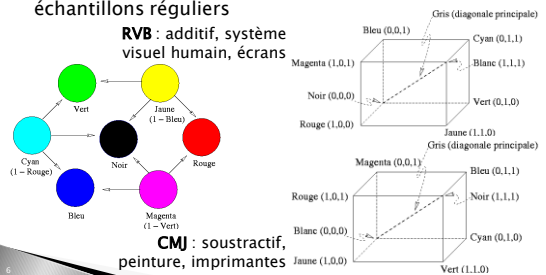 échantillons réguliers
RVB : additif, système
visuel humain, écrans
Vert
Jaune
(1 – Bleu)
Cyan
(1 – Rouge)
Noir
Rouge
Bleu
Magenta
(1 – Vert)
CMJ : soustractif,
peinture, imprimantes
Gris (diagonale principale)
Bleu (0,0,1)
Cyan (0,1,1)
Magenta (1,0,1)
Blanc (1,1,1)
Noir (0,0,0)
Vert (0,1,0)
Rouge (1,0,0)
Jaune (1,1,0)
Gris (diagonale principale)
Magenta (0,0,1)
Bleu (0,1,1)
Rouge (1,0,1)
Noir (1,1,1)
Blanc (0,0,0)
Cyan (0,1,0)
Jaune (1,0,0)
Vert (1,1,0)
6